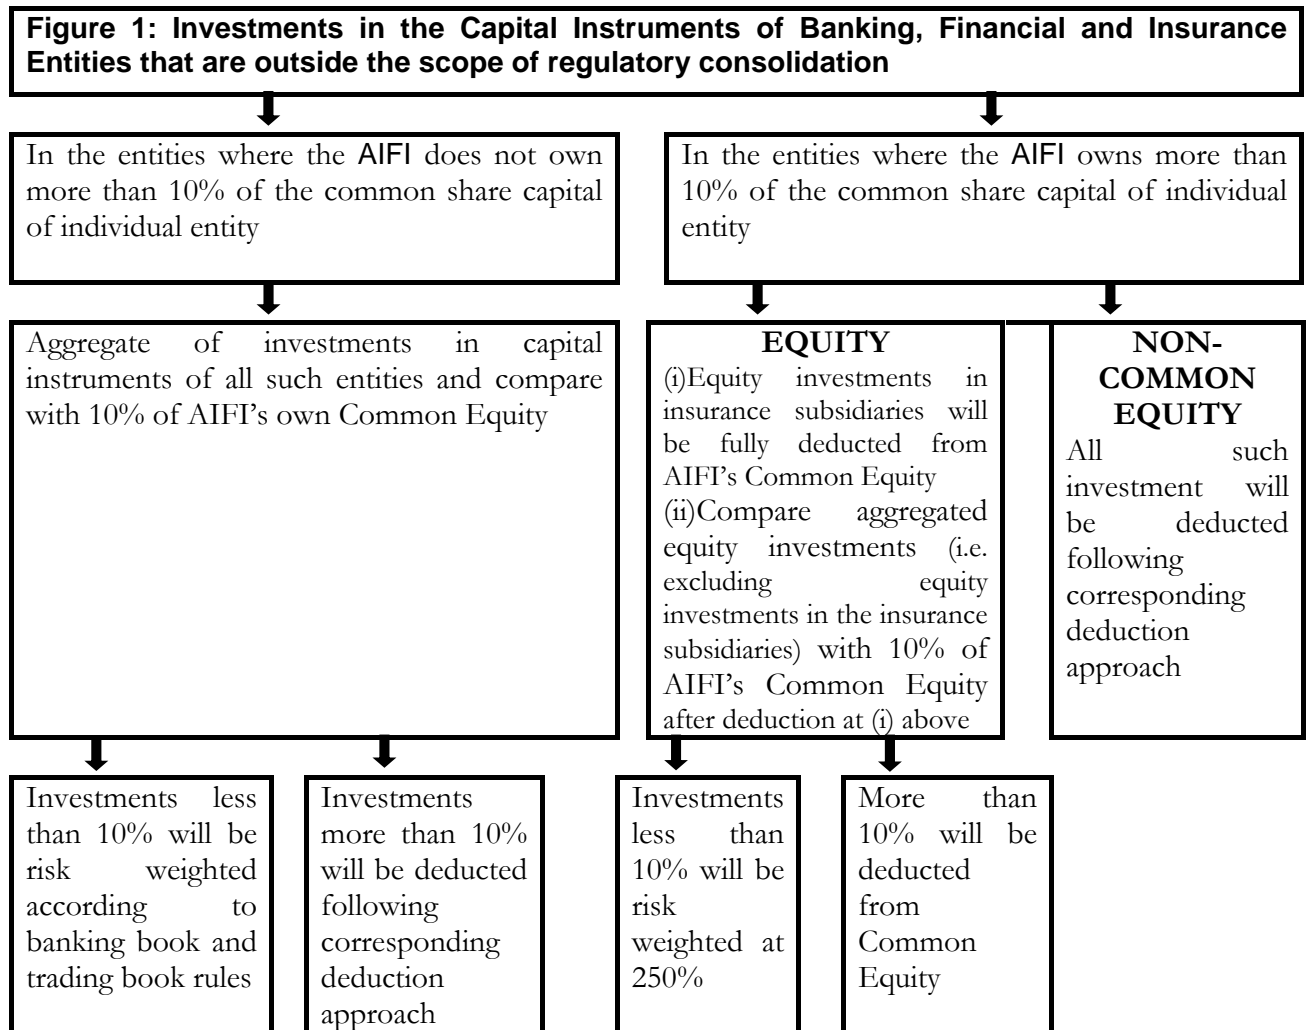 Figure 1: Investments in the Capital Instruments of Banking, Financial and Insurance
Entities that are outside the scope of regulatory consolidation
In the entities where the AIFI does not own
more than 10% of the common share capital
of individual entity
In the entities where the AIFI owns more than
10% of the common share capital of individual
entity
Aggregate of investments in capital
instruments of all such entities and compare
with 10% of AIFI’s own Common Equity
EQUITY
(i)Equity investments in
insurance subsidiaries will
be fully deducted from
AIFI’s Common Equity
(ii)Compare aggregated
equity investments (i.e.
excluding equity
investments in the insurance
subsidiaries) with 10% of
AIFI’s Common Equity
after deduction at (i) above
NON-
COMMON
EQUITY
All such
investment will
be deducted
following
corresponding
deduction
approach
Investments less
than 10% will be
risk weighted
according to
banking book and
trading book rules
Investments
more than 10%
will be deducted
following
corresponding
deduction
approach
Investments
less than
10% will be
risk
weighted at
250%
More than
10% will be
deducted
from
Common
Equity